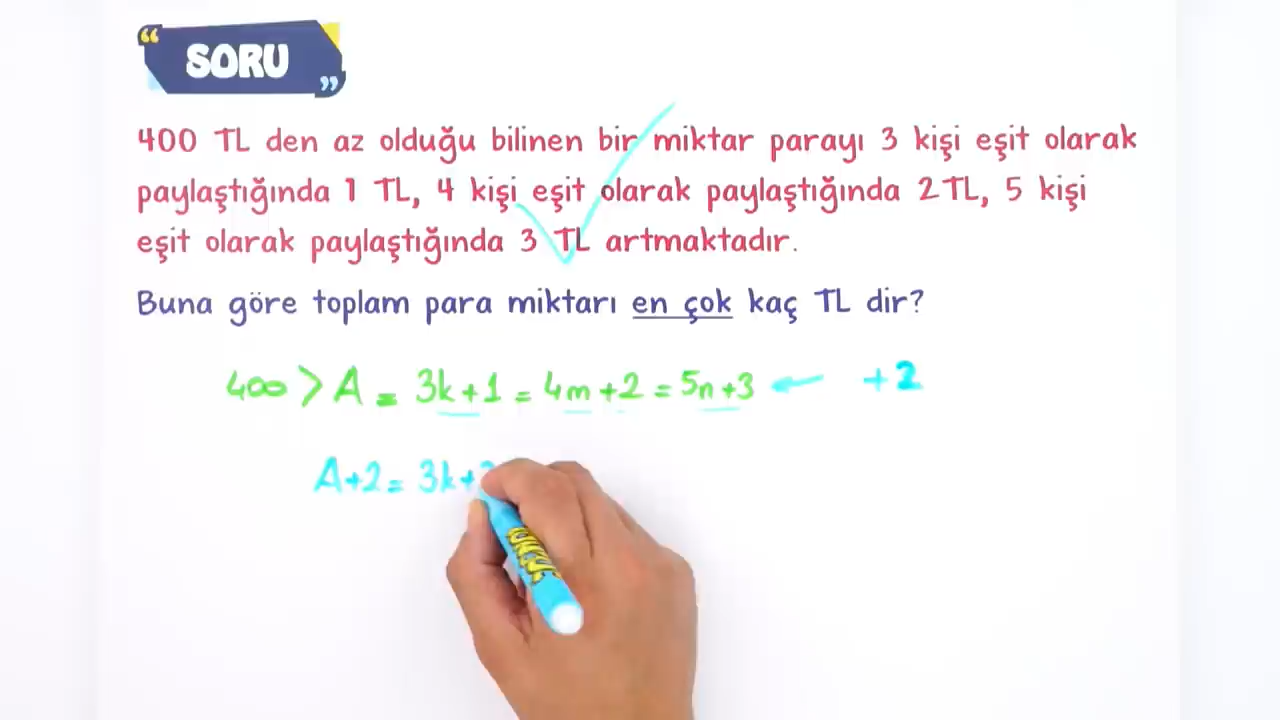 SORU
400 TL den az olduğu bilinen bir miktar parayı 3 kişi eşit olarak
paylaştığında 1 TL, 4 kişi eşit olarak paylaştığında 2TL, 5 kişi
eşit olarak paylaştığında 3 TL artmaktadır.
Buna göre toplam para miktarı en çok kaç TL dir?
400 > A = 3k+1 = 4m+2 = 5n+3 ← +2
A+2 = 3k+